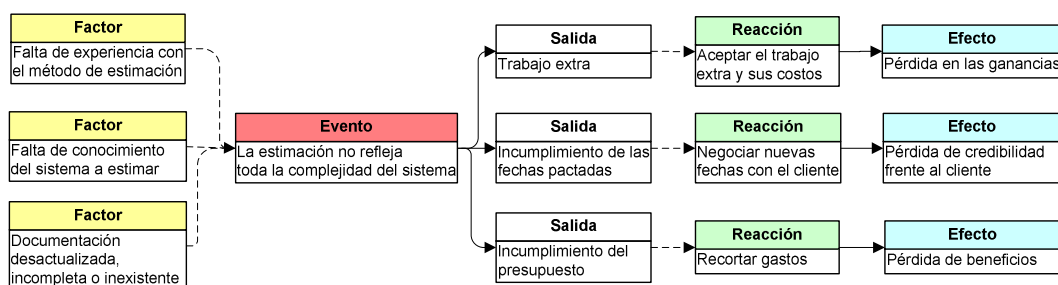 Factor
Falta de experiencia con
el método de estimación
Factor
Falta de conocimiento
del sistema a estimar
Factor
Documentación
desactualizada,
incompleta o inexistente
Evento
La estimación no refleja
toda la complejidad del sistema
Salida
Trabajo extra
Reacción
Aceptar el trabajo
extra y sus costos
Efecto
Pérdida en las ganancias
Salida
Incumplimiento de las
fechas pactadas
Reacción
Negociar nuevas
fechas con el cliente
Efecto
Pérdida de credibilidad
frente al cliente
Salida
Incumplimiento del
presupuesto
Reacción
Recortar gastos
Efecto
Pérdida de beneficios